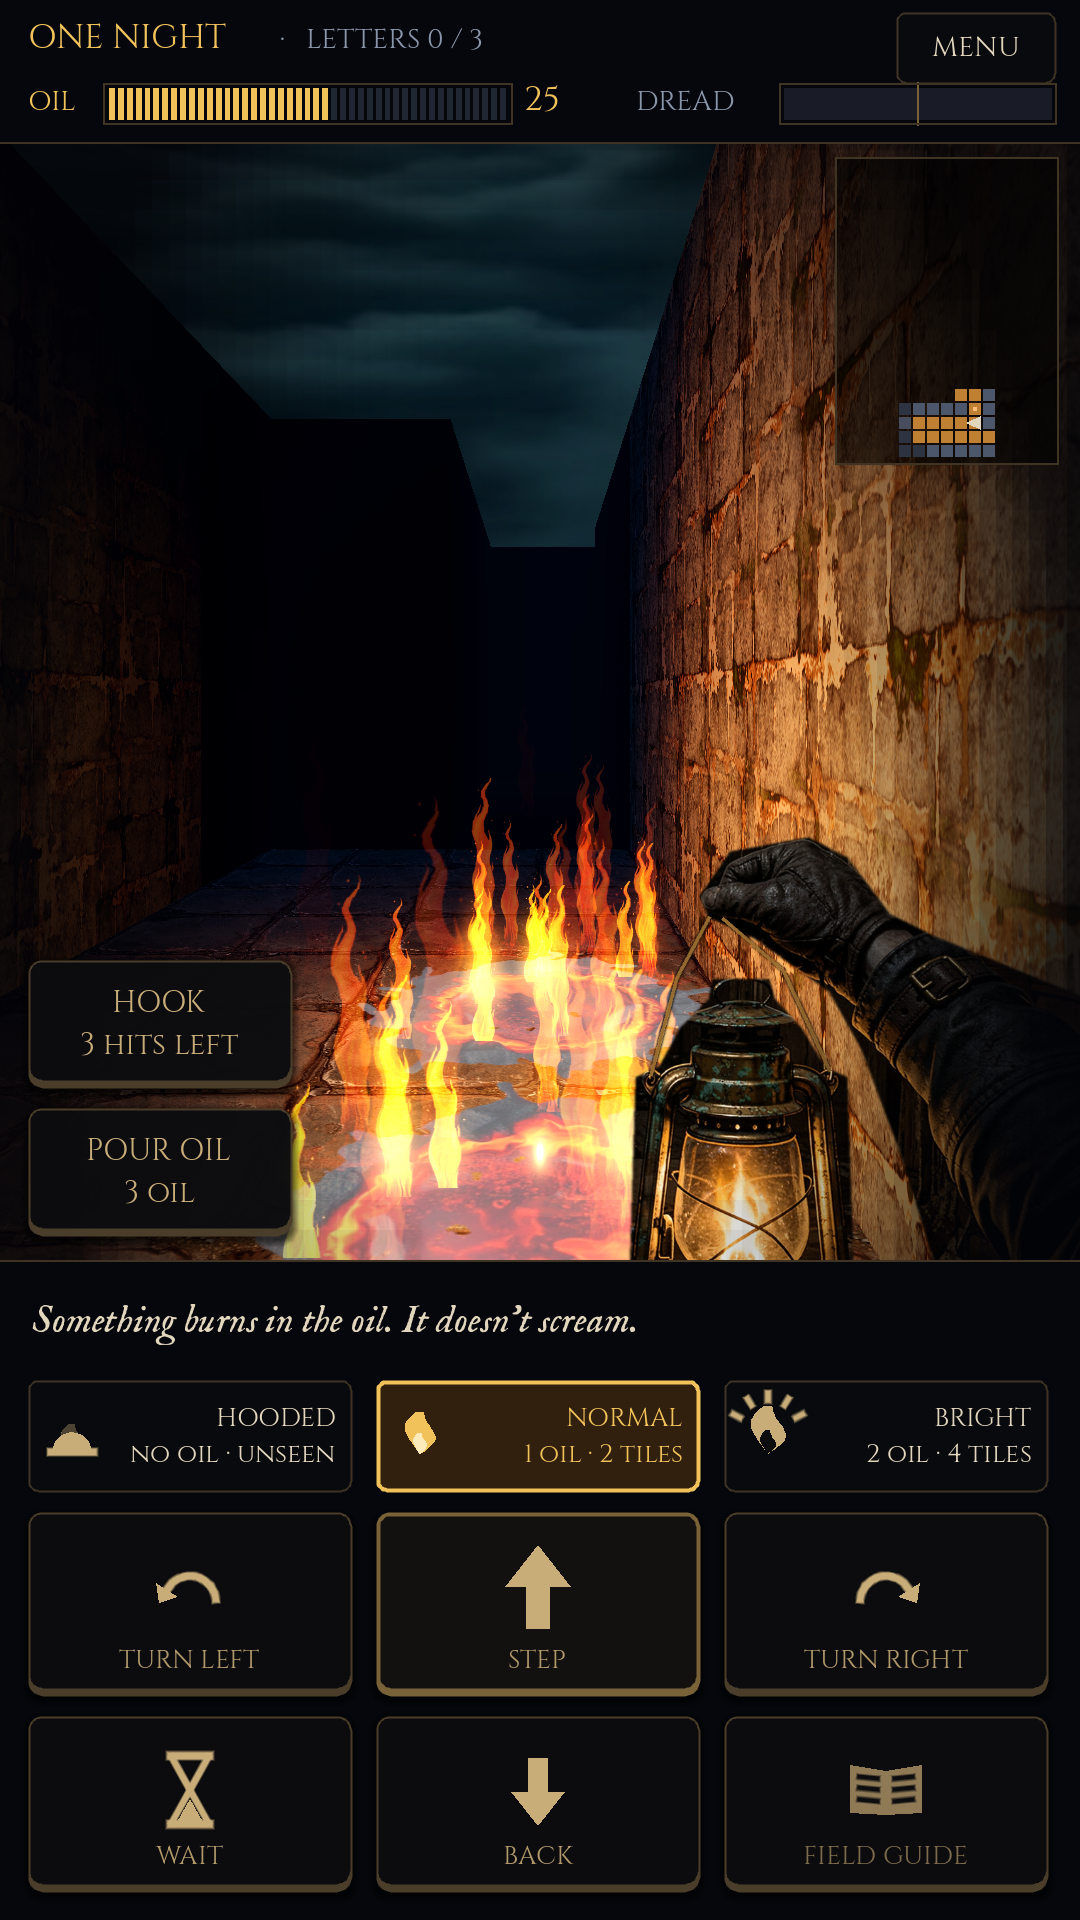 ONE NIGHT · LETTERS 0 / 3
MENU
OIL 25 DREAD
HOOK
3 HITS LEFT
POUR OIL
3 OIL
Something burns in the oil. It doesn't scream.
HOODED
NO OIL · UNSEEN
NORMAL
1 OIL · 2 TILES
BRIGHT
2 OIL · 4 TILES
TURN LEFT
STEP
TURN RIGHT
WAIT
BACK
FIELD GUIDE